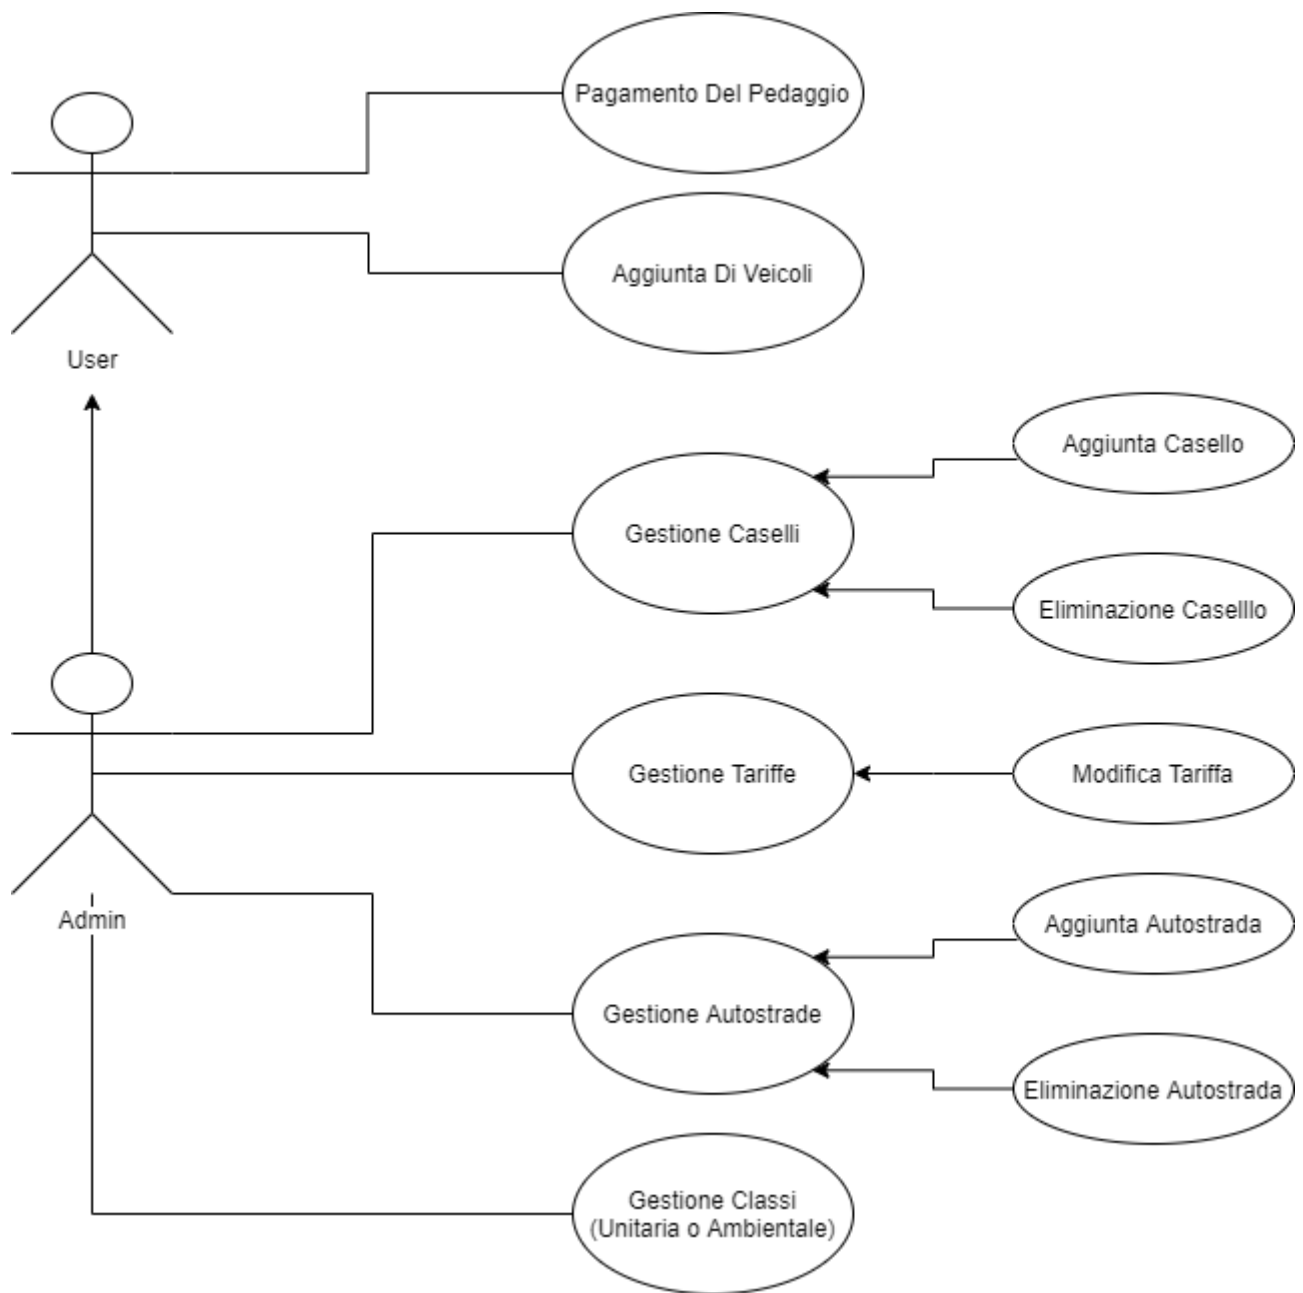 Pagamento Del Pedaggio
Aggiunta Di Veicoli
User
Aggiunta Casello
Gestione Caselli
Eliminazione Caselllo
Gestione Tariffe
Modifica Tariffa
Admin
Aggiunta Autostrada
Gestione Autostrade
Eliminazione Autostrada
Gestione Classi
(Unitaria o Ambientale)